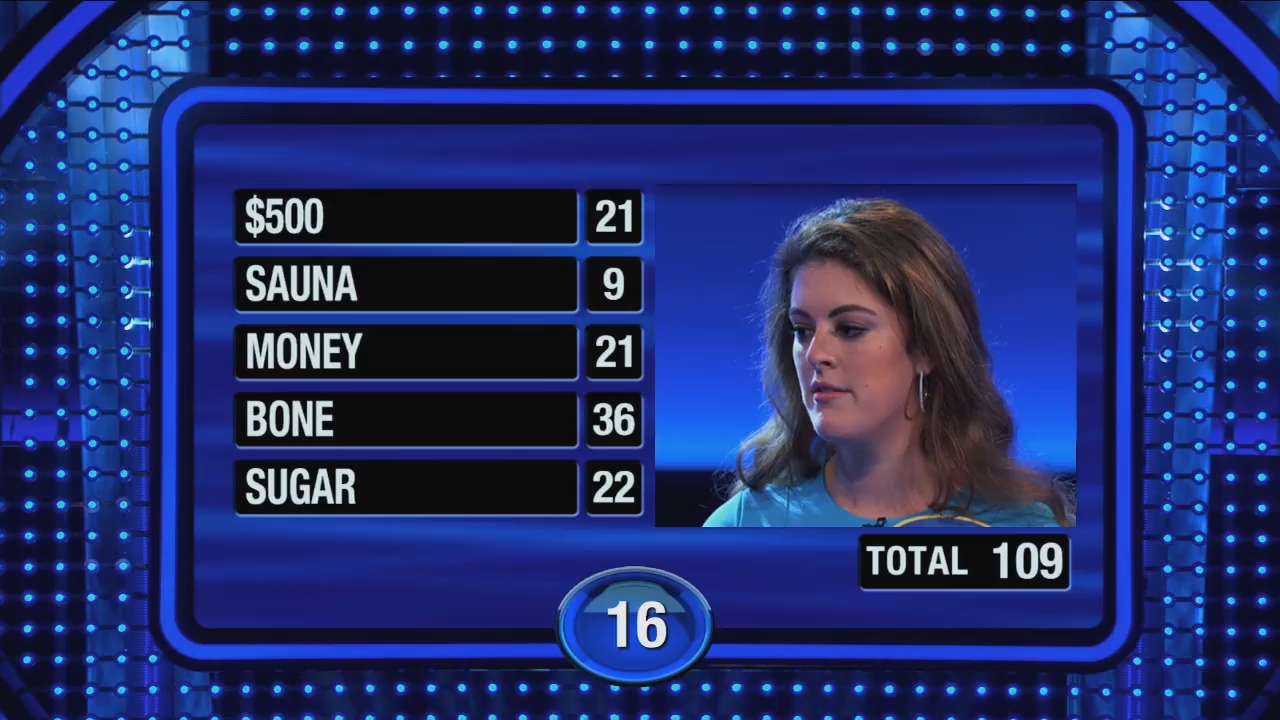 $500 21
SAUNA 9
MONEY 21
BONE 36
SUGAR 22
TOTAL 109
16